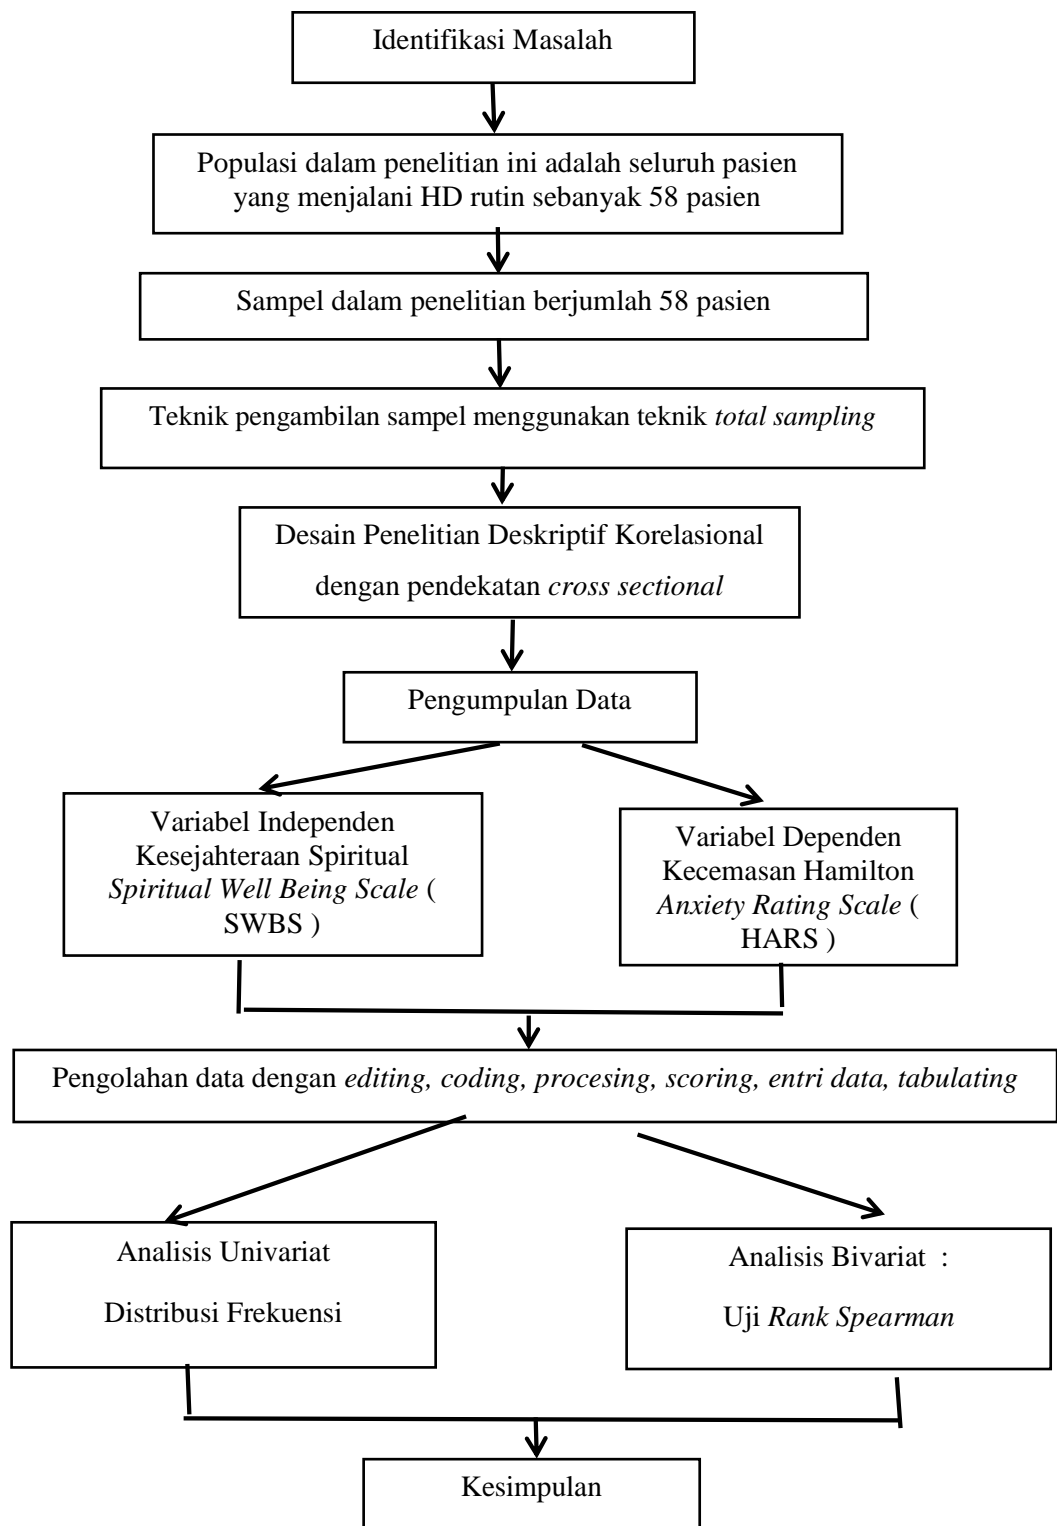 Identifikasi Masalah
Populasi dalam penelitian ini adalah seluruh pasien
yang menjalani HD rutin sebanyak 58 pasien
Sampel dalam penelitian berjumlah 58 pasien
Teknik pengambilan sampel menggunakan teknik total sampling
Desain Penelitian Deskriptif Korelasional
dengan pendekatan cross sectional
Pengumpulan Data
Variabel Independen
Kesejahteraan Spiritual
Spiritual Well Being Scale (
SWBS )
Variabel Dependen
Kecemasan Hamilton
Anxiety Rating Scale (
HARS )
Pengolahan data dengan editing, coding, procesing, scoring, entri data, tabulating
Analisis Univariat
Distribusi Frekuensi
Analisis Bivariat :
Uji Rank Spearman
Kesimpulan